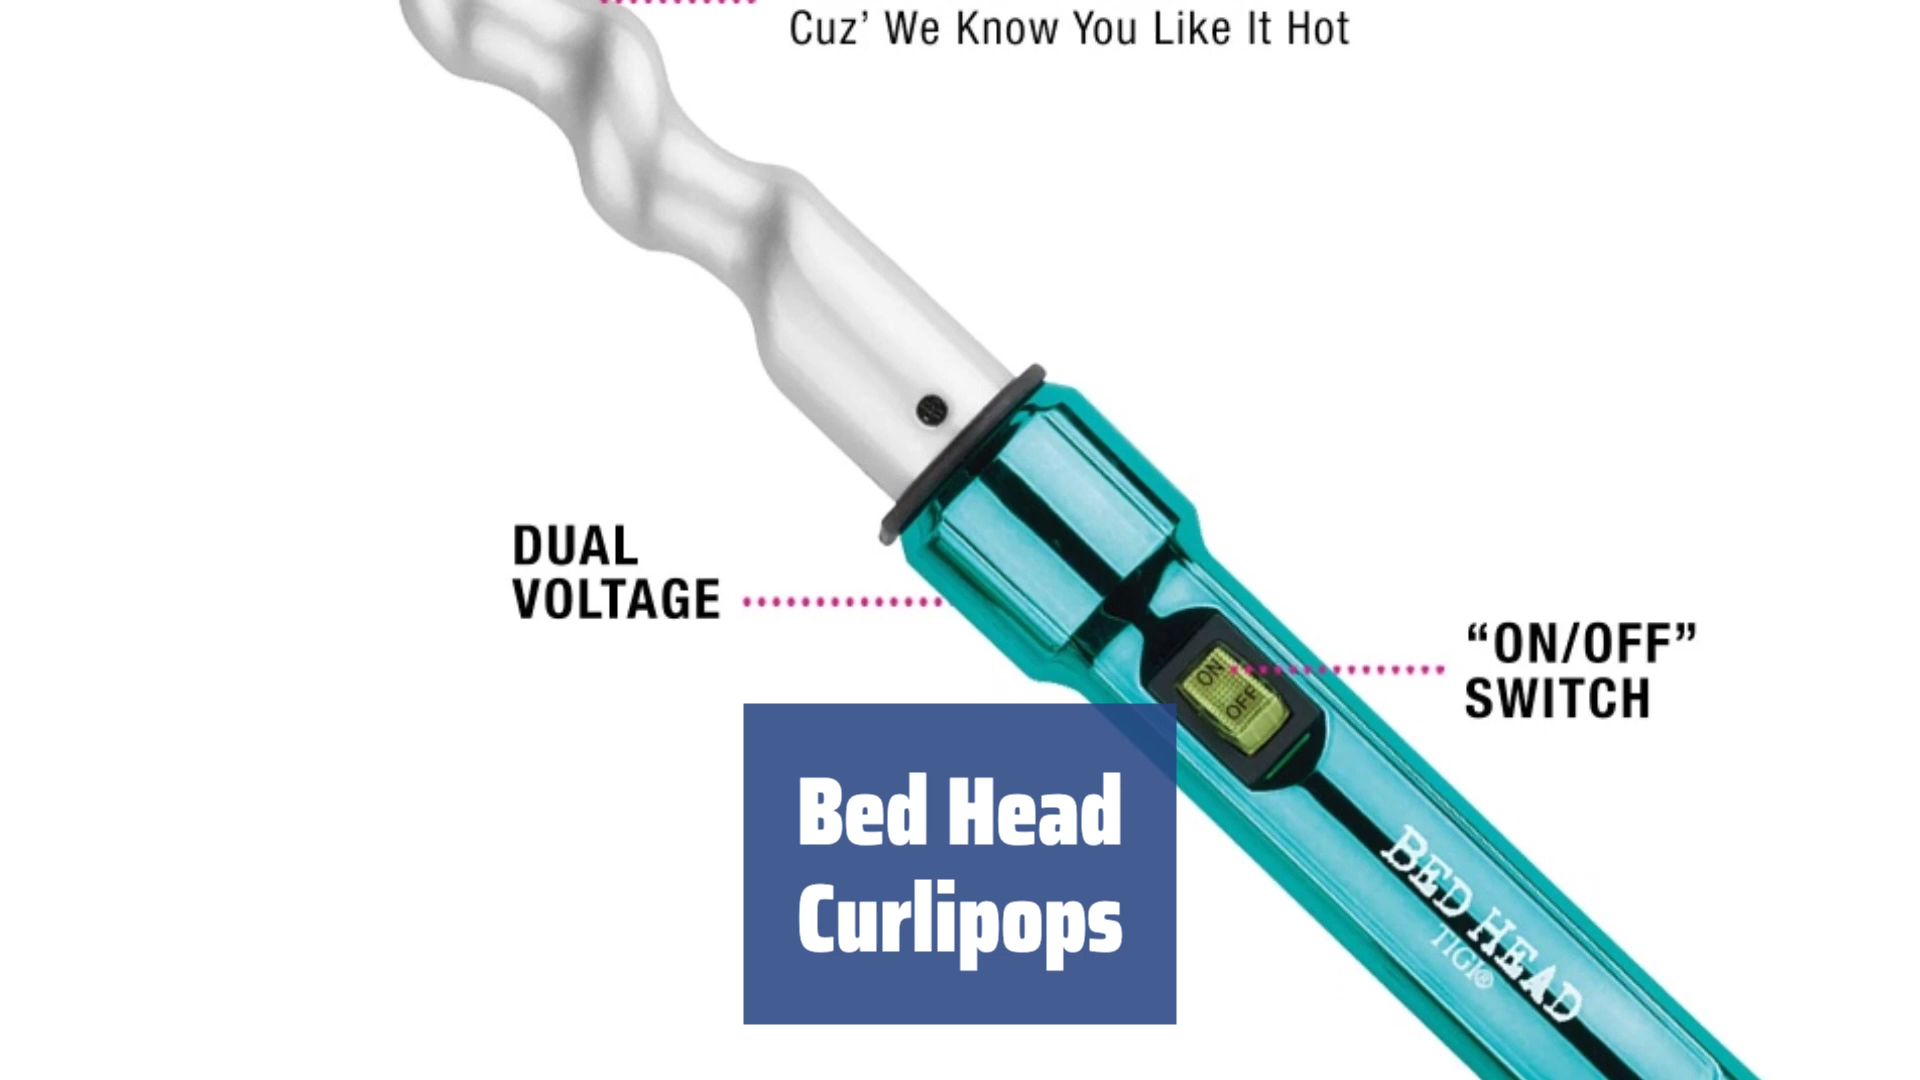 Cuz’ We Know You Like It Hot
DUAL
VOLTAGE
“ON/OFF”
SWITCH
ON
OFF
Bed Head
Curlipops
BED HEAD
TIGI®